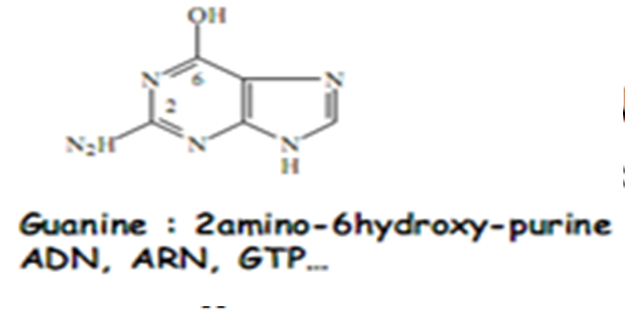 OH
N
6
N
2
N₂H
N
N
H
Guanine : 2amino-6hydroxy-purine
ADN, ARN, GTP...